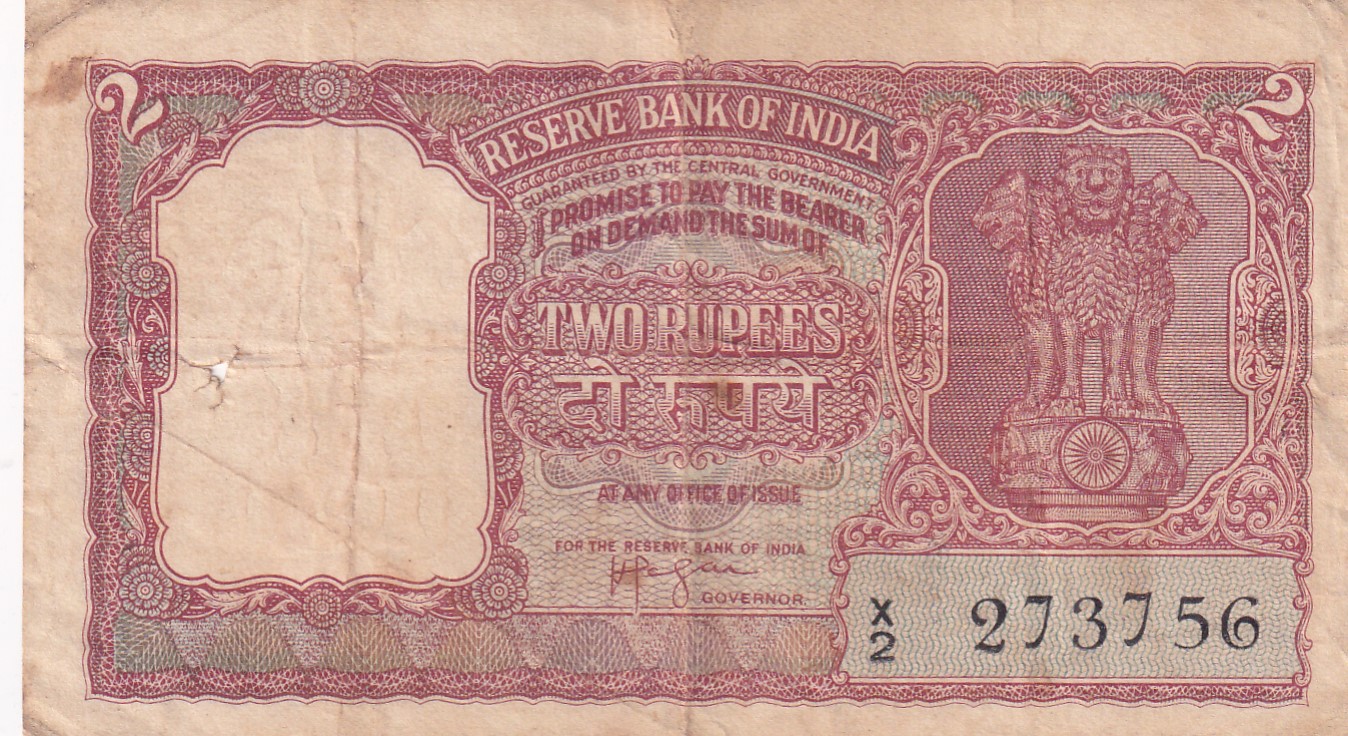 2
2
RESERVE BANK OF INDIA
GUARANTEED BY THE CENTRAL GOVERNMENT
I PROMISE TO PAY THE BEARER
ON DEMAND THE SUM OF
TWO RUPEES
दो रूपये
AT ANY OFFICE OF ISSUE
FOR THE RESERVE BANK OF INDIA
GOVERNOR.
X/2 273756